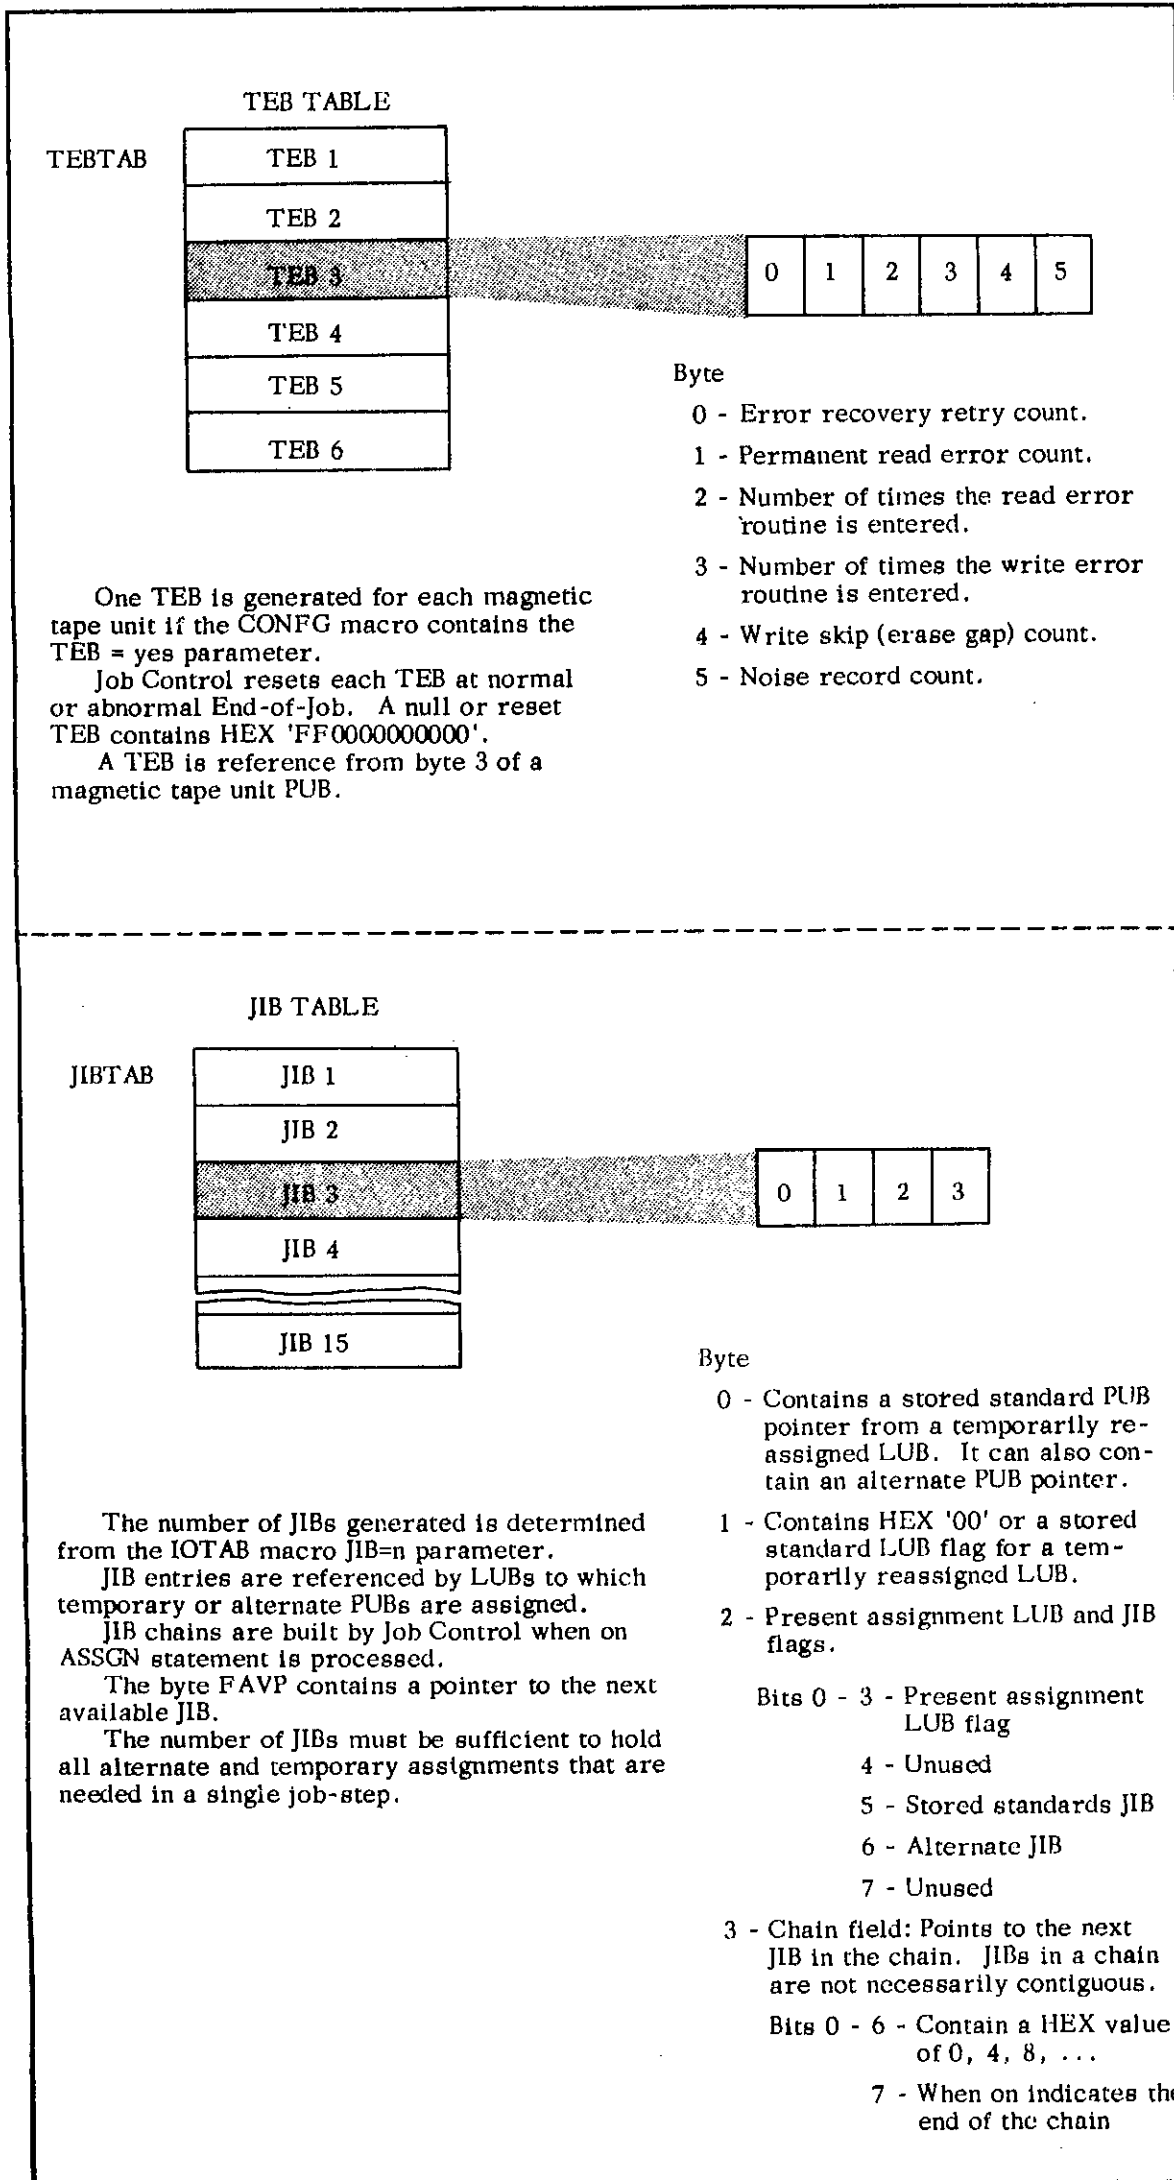 TEB TABLE
TEBTAB
TEB 1
TEB 2
TEB 3
TEB 4
TEB 5
TEB 6
0 1 2 3 4 5
Byte
0 - Error recovery retry count.
1 - Permanent read error count.
2 - Number of times the read error
routine is entered.
3 - Number of times the write error
routine is entered.
4 - Write skip (erase gap) count.
5 - Noise record count.
One TEB is generated for each magnetic
tape unit if the CONFG macro contains the
TEB = yes parameter.
Job Control resets each TEB at normal
or abnormal End-of-Job. A null or reset
TEB contains HEX 'FF0000000000'.
A TEB is reference from byte 3 of a
magnetic tape unit PUB.
JIB TABLE
JIBTAB
JIB 1
JIB 2
JIB 3
JIB 4
JIB 15
0 1 2 3
Byte
0 - Contains a stored standard PUB
pointer from a temporarily re-
assigned LUB. It can also con-
tain an alternate PUB pointer.
1 - Contains HEX '00' or a stored
standard LUB flag for a tem-
porarily reassigned LUB.
2 - Present assignment LUB and JIB
flags.
Bits 0 - 3 - Present assignment
LUB flag
4 - Unused
5 - Stored standards JIB
6 - Alternate JIB
7 - Unused
3 - Chain field: Points to the next
JIB in the chain. JIBs in a chain
are not necessarily contiguous.
Bits 0 - 6 - Contain a HEX value
of 0, 4, 8, ...
7 - When on indicates the
end of the chain
The number of JIBs generated is determined
from the IOTAB macro JIB=n parameter.
JIB entries are referenced by LUBs to which
temporary or alternate PUBs are assigned.
JIB chains are built by Job Control when on
ASSGN statement is processed.
The byte FAVP contains a pointer to the next
available JIB.
The number of JIBs must be sufficient to hold
all alternate and temporary assignments that are
needed in a single job-step.